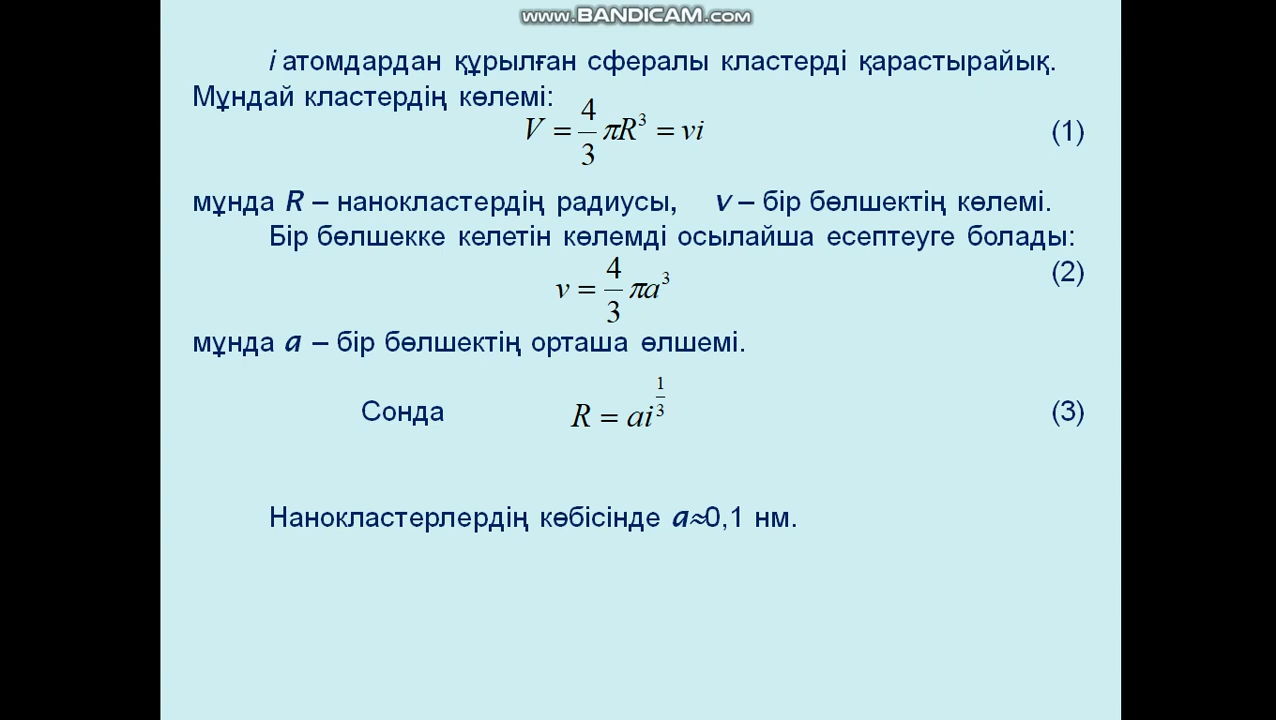 www.BANDICAM.com
i атомдардан құрылған сфералы кластерді қарастырайық.
Мұндай кластердің көлемі:
V = 4/3 πR³ = vi (1)
мұнда R – нанокластердің радиусы, v – бір бөлшектің көлемі.
Бір бөлшекке келетін көлемді осылайша есептеуге болады:
v = 4/3 πa³ (2)
мұнда a – бір бөлшектің орташа өлшемі.
Сонда R = ai^(1/3) (3)
Нанокластерлердің көбісінде a≈0,1 нм.